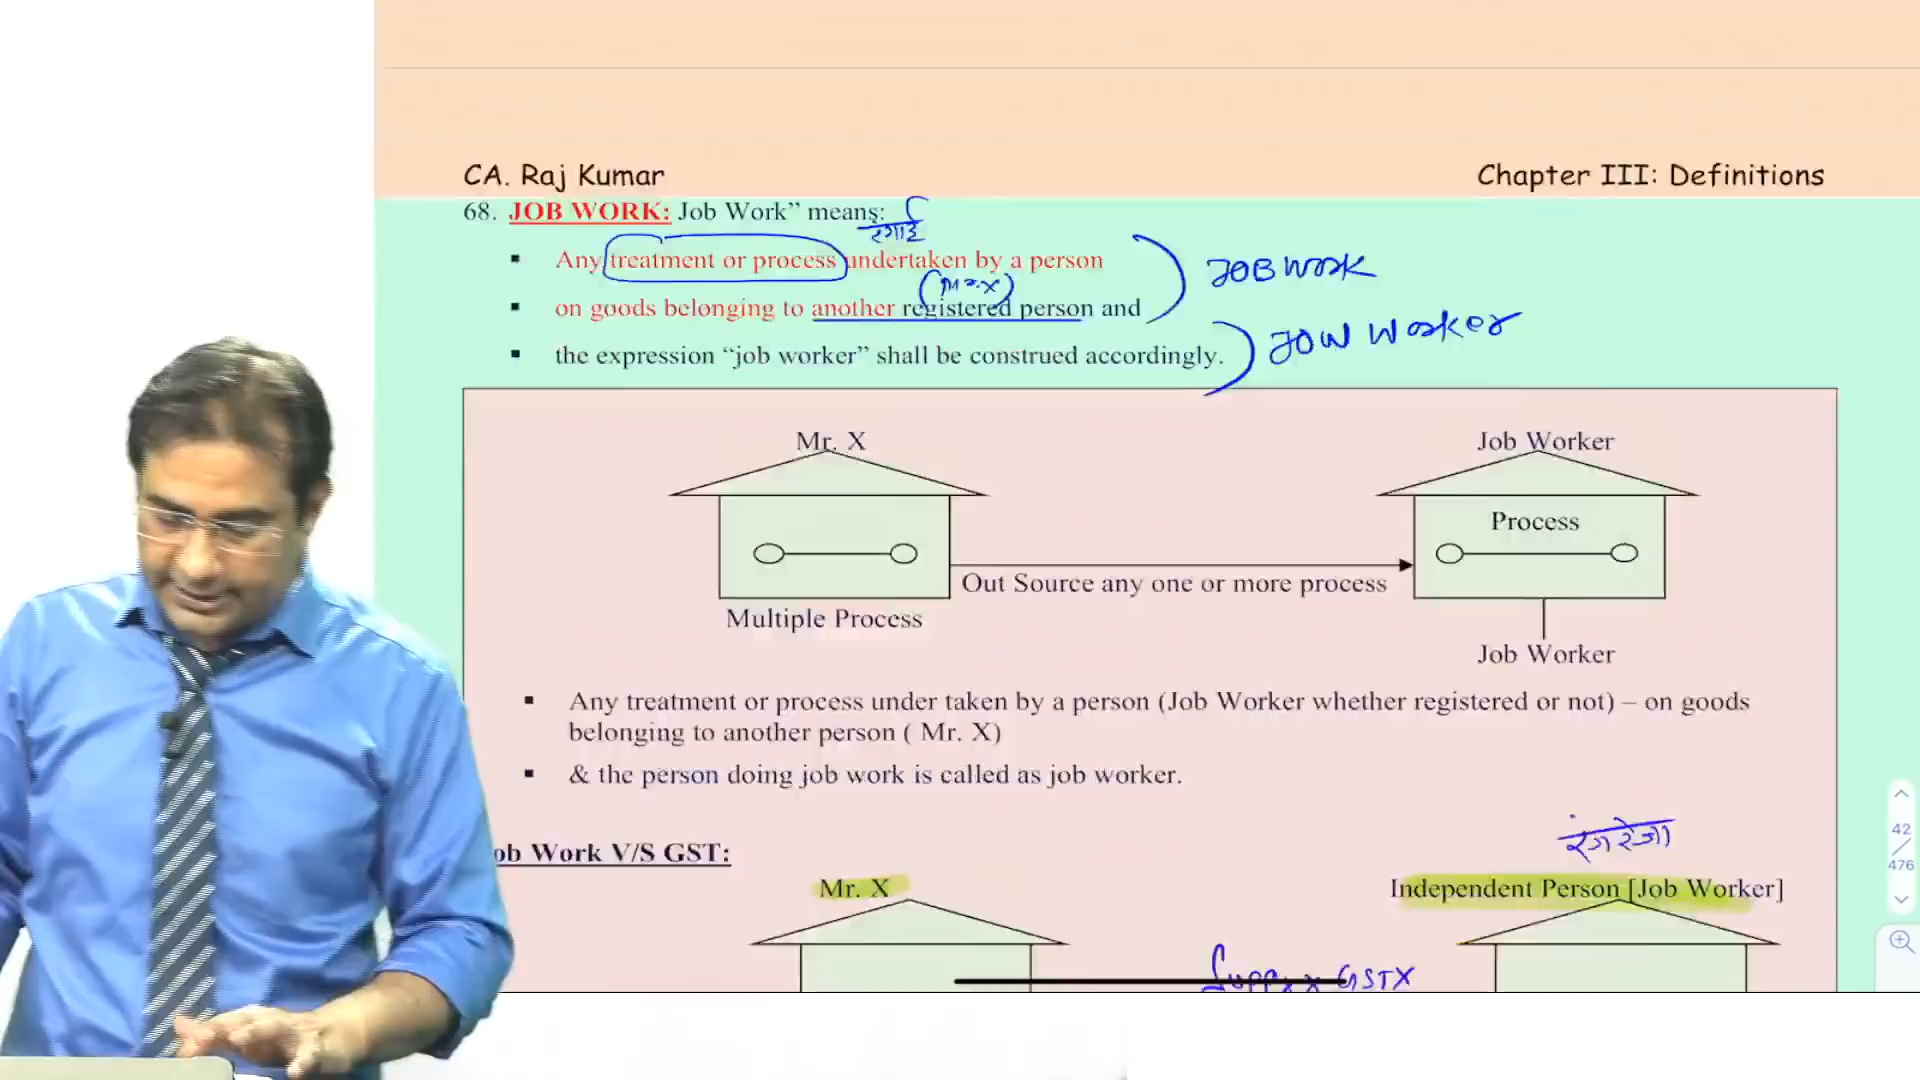 CA. Raj Kumar
Chapter III: Definitions
68. JOB WORK: Job Work” means:
रंगाई
▪ Any treatment or process undertaken by a person
JOB WORK
(Mr. X)
▪ on goods belonging to another registered person and
▪ the expression “job worker” shall be construed accordingly.
JOW Worker
Mr. X
Job Worker
Process
Out Source any one or more process
Multiple Process
Job Worker
▪ Any treatment or process under taken by a person (Job Worker whether registered or not) – on goods
belonging to another person ( Mr. X)
▪ & the person doing job work is called as job worker.
रंगरेजा
ob Work V/S GST:
Mr. X
Independent Person [Job Worker]
GSTX
42
476